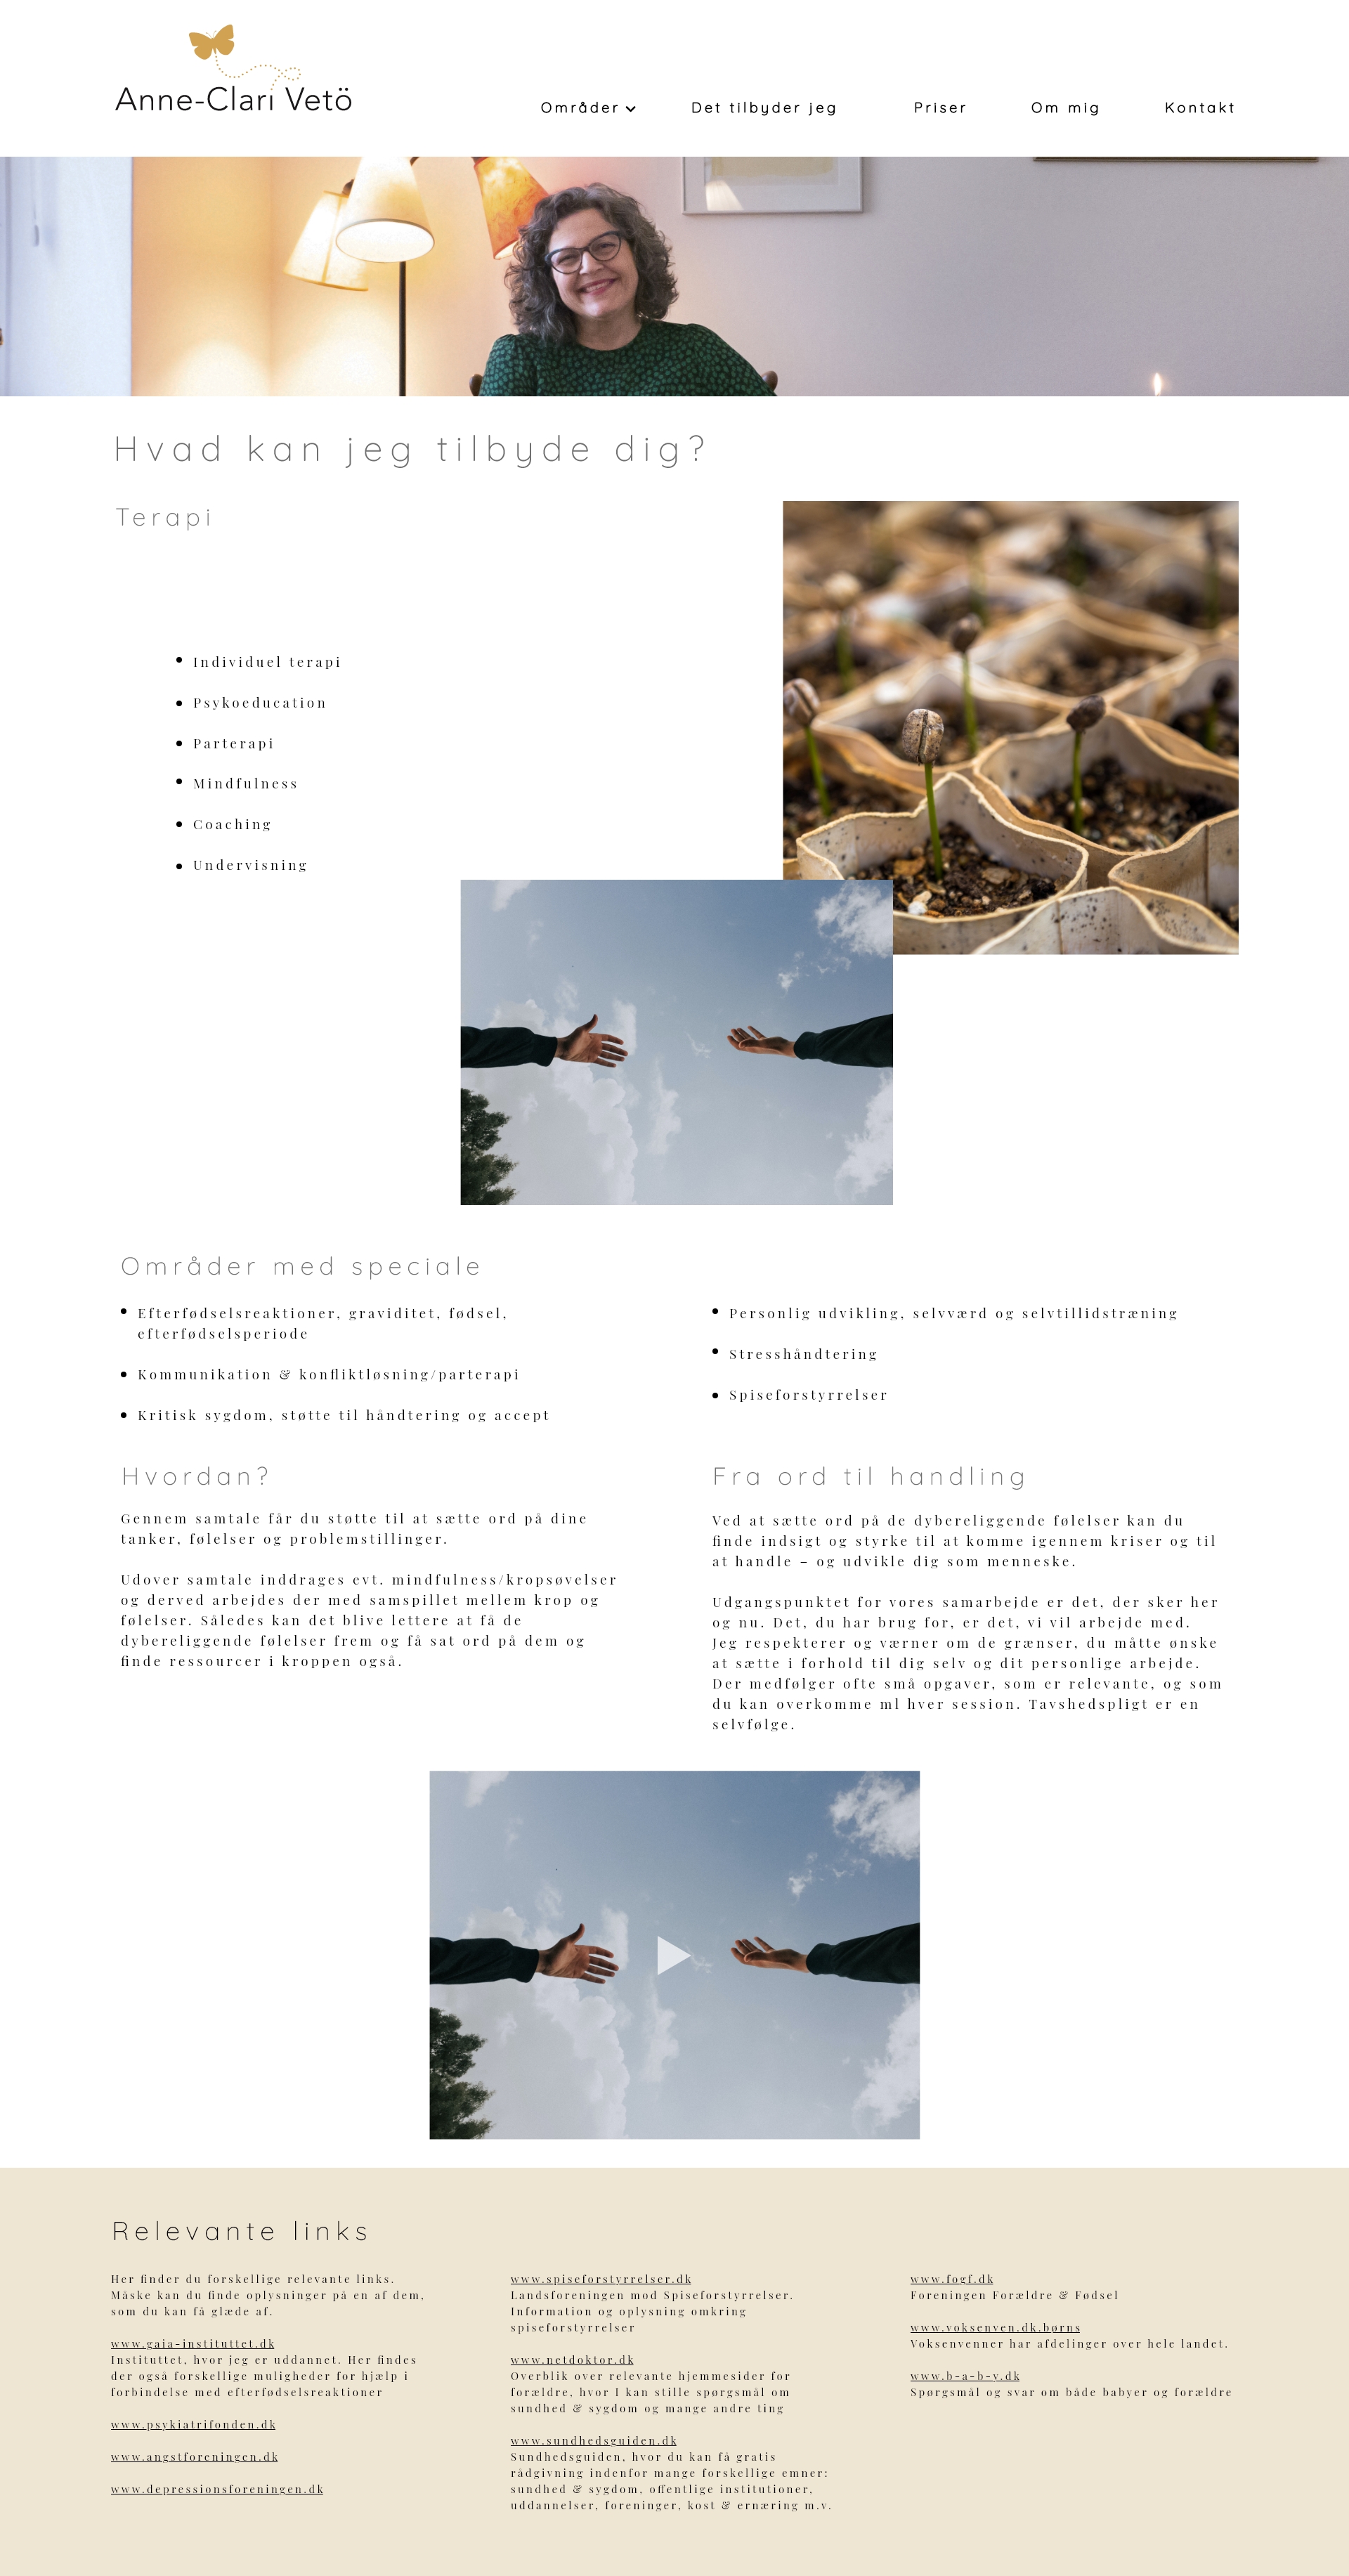 Anne-Clari Vetö
Områder
Det tilbyder jeg
Priser
Om mig
Kontakt
Hvad kan jeg tilbyde dig?
Terapi
Individuel terapi
Psykoeducation
Parterapi
Mindfulness
Coaching
Undervisning
Områder med speciale
Efterfødselsreaktioner, graviditet, fødsel,
efterfødselsperiode
Kommunikation & konfliktløsning/parterapi
Kritisk sygdom, støtte til håndtering og accept
Personlig udvikling, selvværd og selvtillidstræning
Stresshåndtering
Spiseforstyrrelser
Hvordan?
Gennem samtale får du støtte til at sætte ord på dine
tanker, følelser og problemstillinger.
Udover samtale inddrages evt. mindfulness/kropsøvelser
og derved arbejdes der med samspillet mellem krop og
følelser. Således kan det blive lettere at få de
dybereliggende følelser frem og få sat ord på dem og
finde ressourcer i kroppen også.
Fra ord til handling
Ved at sætte ord på de dybereliggende følelser kan du
finde indsigt og styrke til at komme igennem kriser og til
at handle – og udvikle dig som menneske.
Udgangspunktet for vores samarbejde er det, der sker her
og nu. Det, du har brug for, er det, vi vil arbejde med.
Jeg respekterer og værner om de grænser, du måtte ønske
at sætte i forhold til dig selv og dit personlige arbejde.
Der medfølger ofte små opgaver, som er relevante, og som
du kan overkomme ml hver session. Tavshedspligt er en
selvfølge.
Relevante links
Her finder du forskellige relevante links.
Måske kan du finde oplysninger på en af dem,
som du kan få glæde af.
www.gaia-instituttet.dk
Instituttet, hvor jeg er uddannet. Her findes
der også forskellige muligheder for hjælp i
forbindelse med efterfødselsreaktioner
www.psykiatrifonden.dk
www.angstforeningen.dk
www.depressionsforeningen.dk
www.spiseforstyrrelser.dk
Landsforeningen mod Spiseforstyrrelser.
Information og oplysning omkring
spiseforstyrrelser
www.netdoktor.dk
Overblik over relevante hjemmesider for
forældre, hvor I kan stille spørgsmål om
sundhed & sygdom og mange andre ting
www.sundhedsguiden.dk
Sundhedsguiden, hvor du kan få gratis
rådgivning indenfor mange forskellige emner:
sundhed & sygdom, offentlige institutioner,
uddannelser, foreninger, kost & ernæring m.v.
www.fogf.dk
Foreningen Forældre & Fødsel
www.voksenven.dk.børns
Voksenvenner har afdelinger over hele landet.
www.b-a-b-y.dk
Spørgsmål og svar om både babyer og forældre